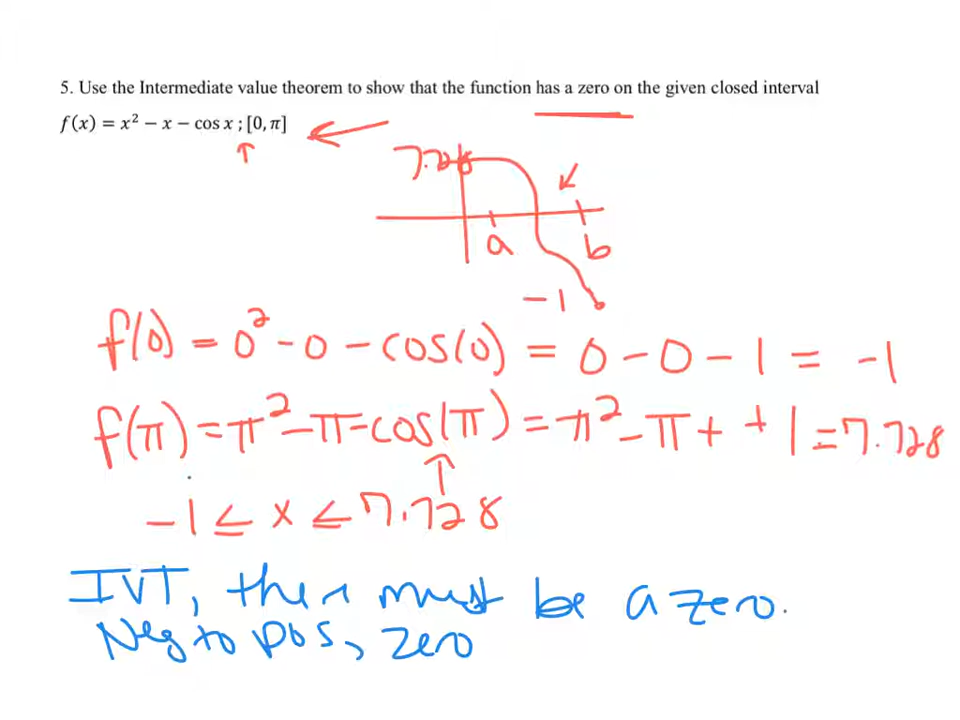 5. Use the Intermediate value theorem to show that the function has a zero on the given closed interval
f(x) = x² − x − cos x ; [0, π]
7.728
a
b
−1
f(0) = 0² - 0 - cos(0) = 0 - 0 - 1 = -1
f(π) = π² - π - cos(π) = π² - π + + 1 = 7.728
-1 ≤ x ≤ 7.728
IVT, there must be a zero.
Neg to pos, zero